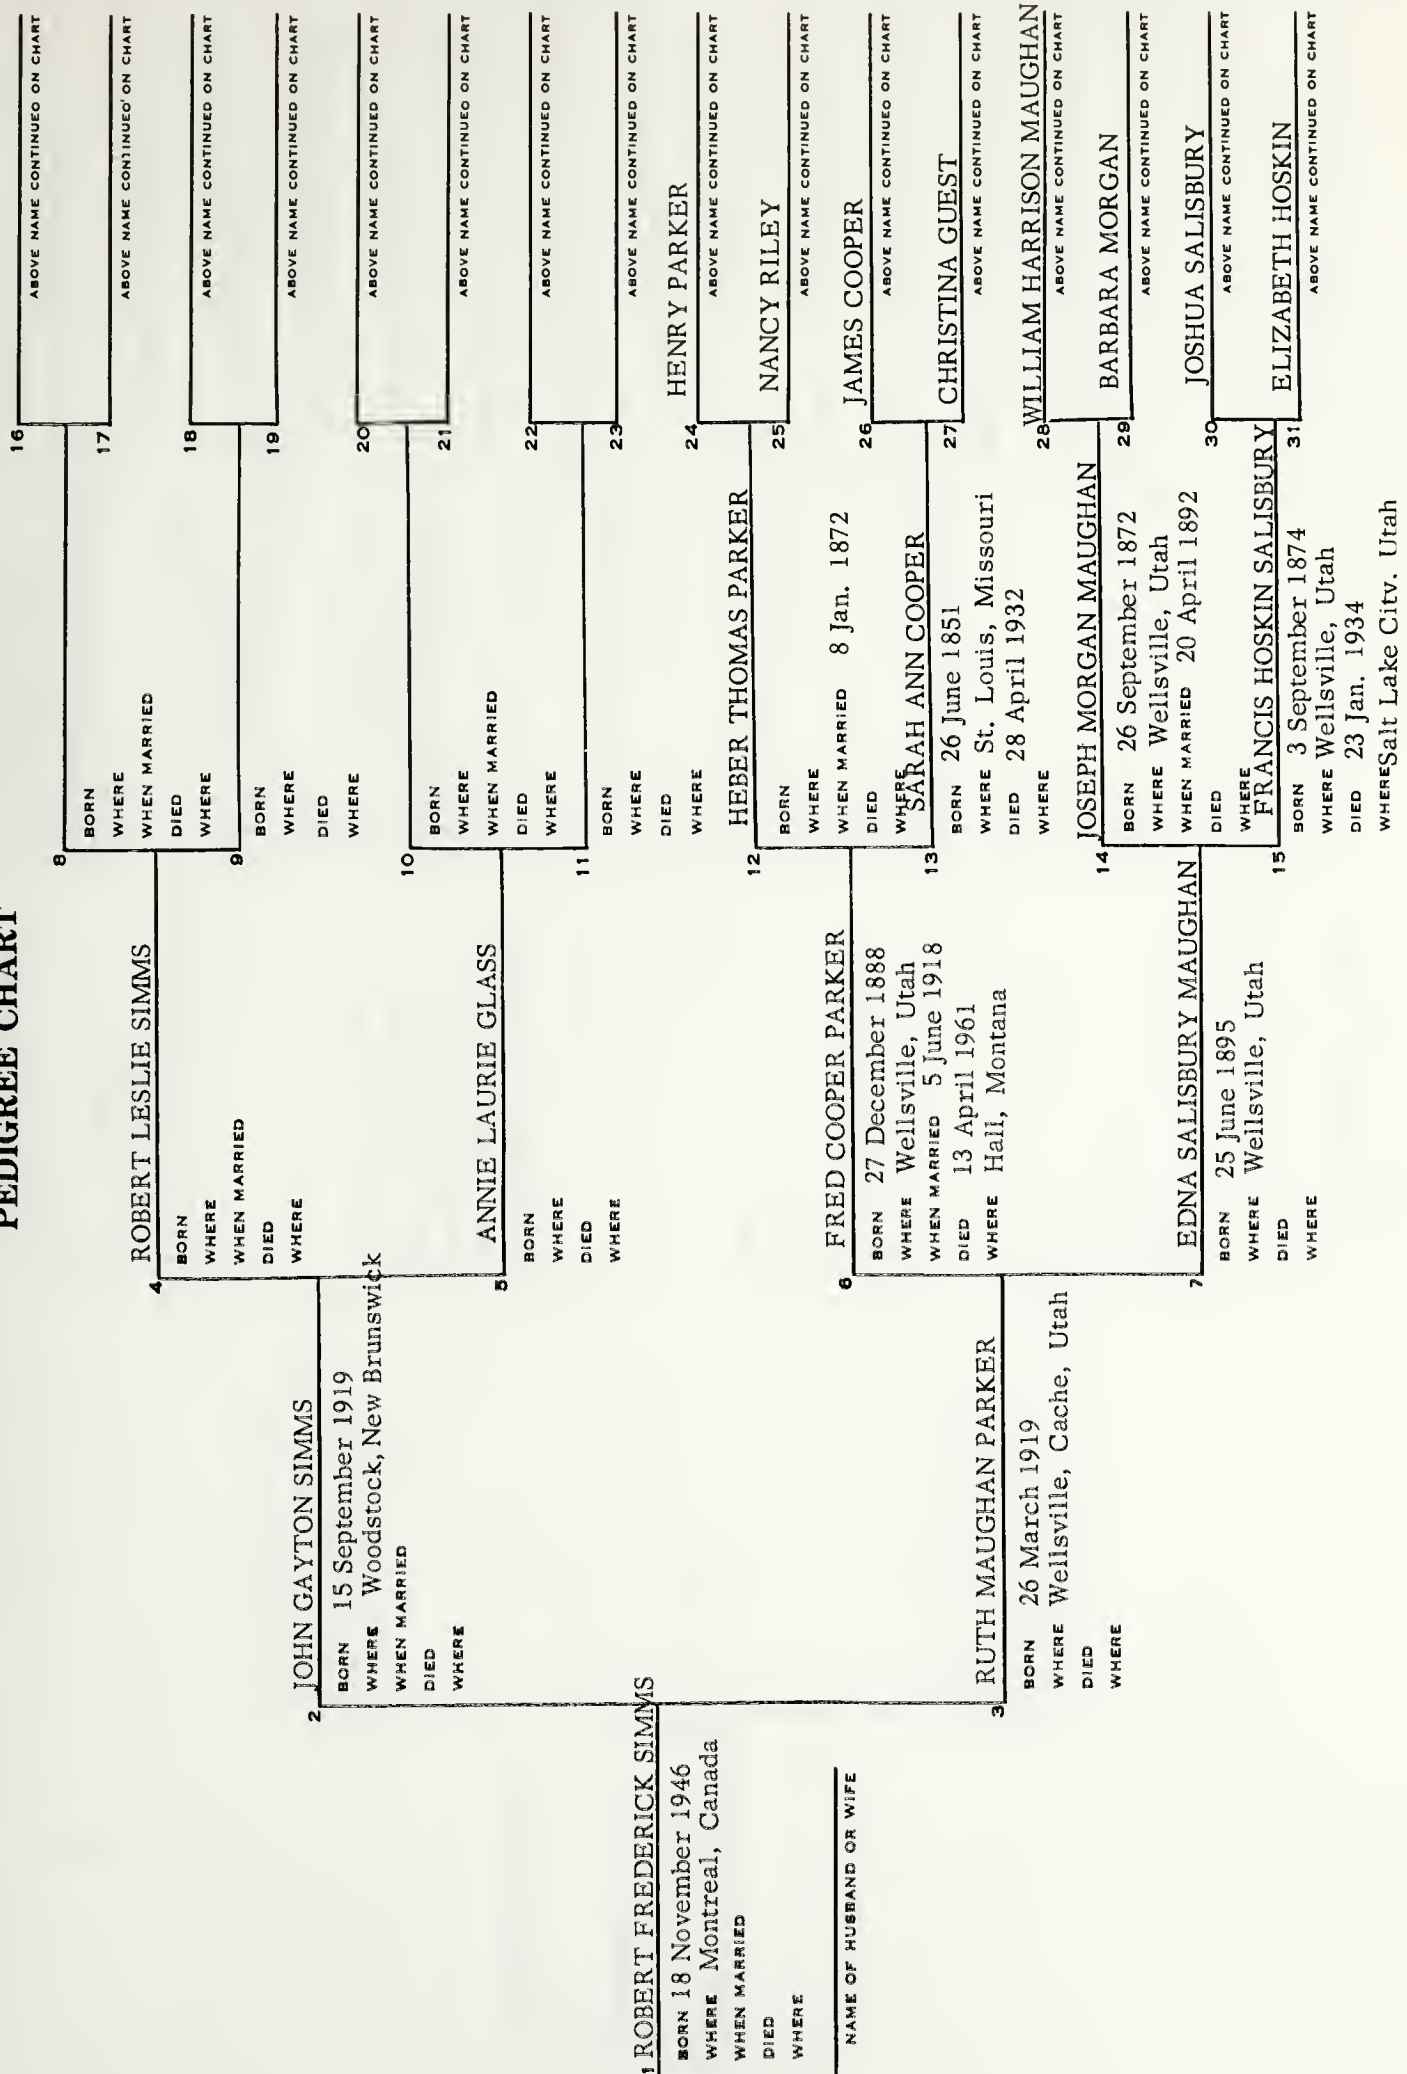 PEDIGREE CHART
1 ROBERT FREDERICK SIMMS
BORN 18 November 1946
WHERE Montreal, Canada
WHEN MARRIED
DIED
WHERE
NAME OF HUSBAND OR WIFE
2 JOHN GAYTON SIMMS
BORN 15 September 1919
WHERE Woodstock, New Brunswick
WHEN MARRIED
DIED
WHERE
3 RUTH MAUGHAN PARKER
BORN 26 March 1919
WHERE Wellsville, Cache, Utah
DIED
WHERE
4 ROBERT LESLIE SIMMS
BORN
WHERE
WHEN MARRIED
DIED
WHERE
5 ANNIE LAURIE GLASS
BORN
WHERE
DIED
WHERE
6 FRED COOPER PARKER
BORN 27 December 1888
WHERE Wellsville, Utah
WHEN MARRIED 5 June 1918
DIED 13 April 1961
WHERE Hall, Montana
7 EDNA SALISBURY MAUGHAN
BORN 25 June 1895
WHERE Wellsville, Utah
DIED
WHERE
8
BORN
WHERE
WHEN MARRIED
DIED
WHERE
9
BORN
WHERE
DIED
WHERE
10
BORN
WHERE
WHEN MARRIED
DIED
WHERE
11
BORN
WHERE
DIED
WHERE
12 HEBER THOMAS PARKER
BORN
WHERE
WHEN MARRIED 8 Jan. 1872
DIED
WHERE
13 SARAH ANN COOPER
BORN 26 June 1851
WHERE St. Louis, Missouri
DIED 28 April 1932
WHERE
14 JOSEPH MORGAN MAUGHAN
BORN 26 September 1872
WHERE Wellsville, Utah
WHEN MARRIED 20 April 1892
DIED
WHERE
15 FRANCIS HOSKIN SALISBURY
BORN 3 September 1874
WHERE Wellsville, Utah
DIED 23 Jan. 1934
WHERE Salt Lake City. Utah
16
ABOVE NAME CONTINUED ON CHART
17
ABOVE NAME CONTINUED ON CHART
18
ABOVE NAME CONTINUED ON CHART
19
ABOVE NAME CONTINUED ON CHART
20
ABOVE NAME CONTINUED ON CHART
21
ABOVE NAME CONTINUED ON CHART
22
ABOVE NAME CONTINUED ON CHART
23
ABOVE NAME CONTINUED ON CHART
24 HENRY PARKER
ABOVE NAME CONTINUED ON CHART
25 NANCY RILEY
ABOVE NAME CONTINUED ON CHART
26 JAMES COOPER
ABOVE NAME CONTINUED ON CHART
27 CHRISTINA GUEST
ABOVE NAME CONTINUED ON CHART
28 WILLIAM HARRISON MAUGHAN
ABOVE NAME CONTINUED ON CHART
29 BARBARA MORGAN
ABOVE NAME CONTINUED ON CHART
30 JOSHUA SALISBURY
ABOVE NAME CONTINUED ON CHART
31 ELIZABETH HOSKIN
ABOVE NAME CONTINUED ON CHART